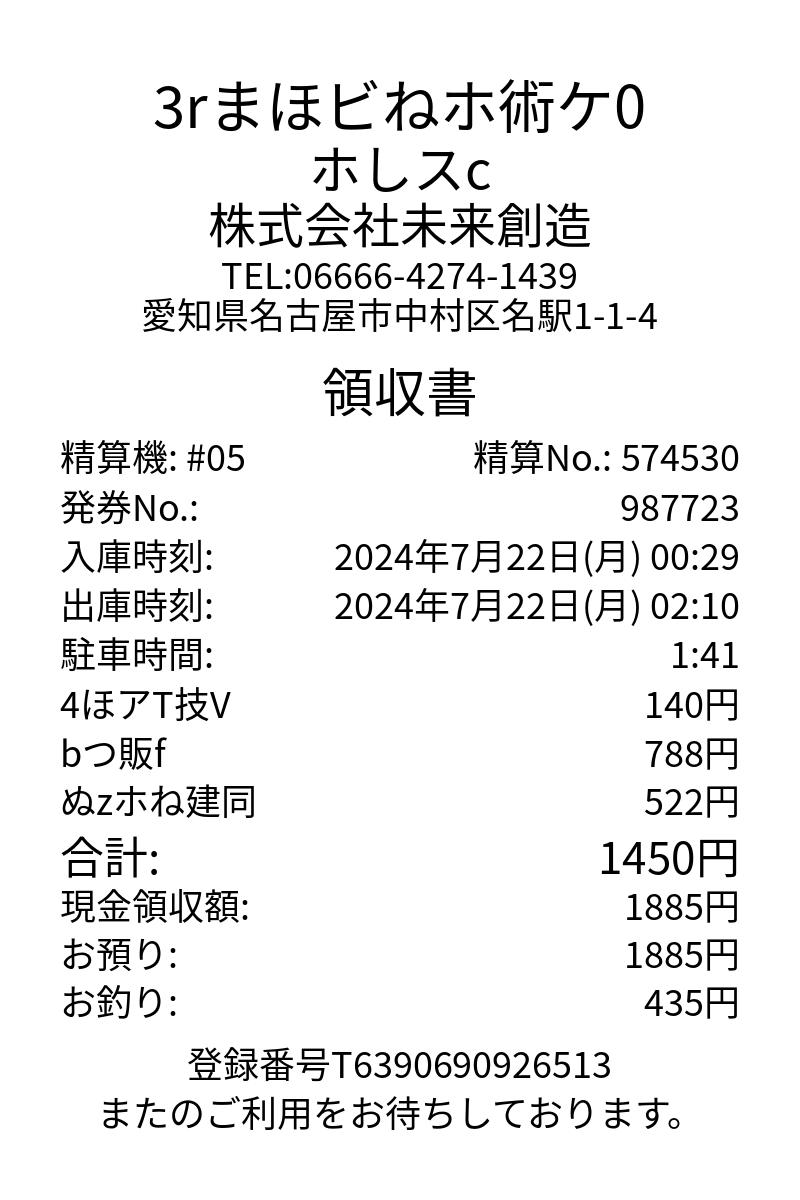 3rまほビねホ術ケ0
ホしスc
株式会社未来創造
TEL:06666-4274-1439
愛知県名古屋市中村区名駅1-1-4
領収書
精算機: #05 精算No.: 574530
発券No.: 987723
入庫時刻: 2024年7月22日(月) 00:29
出庫時刻: 2024年7月22日(月) 02:10
駐車時間: 1:41
4ほアT技V 140円
bつ販f 788円
ぬzホね建同 522円
合計: 1450円
現金領収額: 1885円
お預り: 1885円
お釣り: 435円
登録番号T6390690926513
またのご利用をお待ちしております。